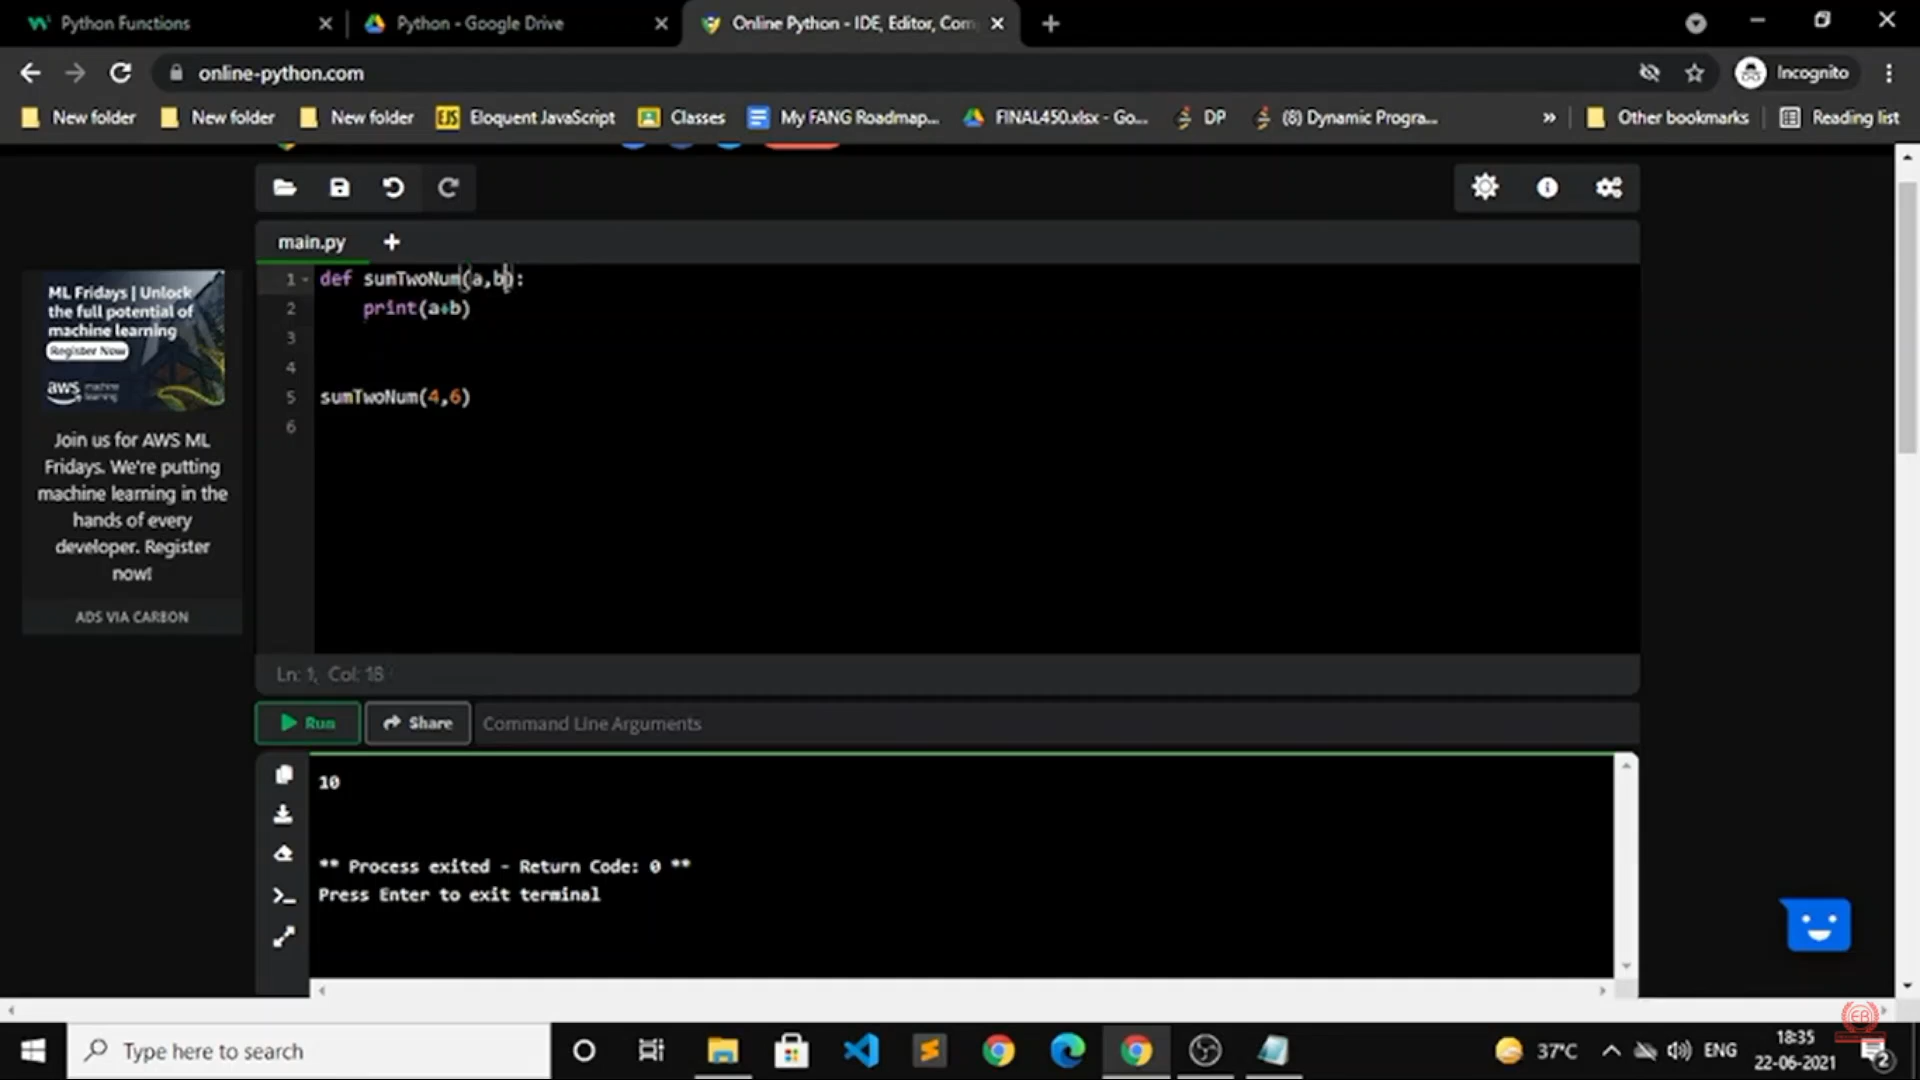 Python Functions
Python - Google Drive
Online Python - IDE, Editor, Com
online-python.com
Incognito
New folder
New folder
New folder
EJS Eloquent JavaScript
Classes
My FANG Roadmap...
FINAL450.xlsx - Go...
DP
(8) Dynamic Progra...
»
Other bookmarks
Reading list
main.py
1 def sumTwoNum(a,b):
2 print(a+b)
3
4
5 sumTwoNum(4,6)
6
ML Fridays | Unlock
the full potential of
machine learning
Register Now
aws machine learning
Join us for AWS ML
Fridays. We're putting
machine learning in the
hands of every
developer. Register
now!
ADS VIA CARBON
Ln: 1, Col: 18
Run
Share
Command Line Arguments
10
** Process exited - Return Code: 0 **
Press Enter to exit terminal
Type here to search
37°C
ENG
18:35
22-06-2021
2
EB